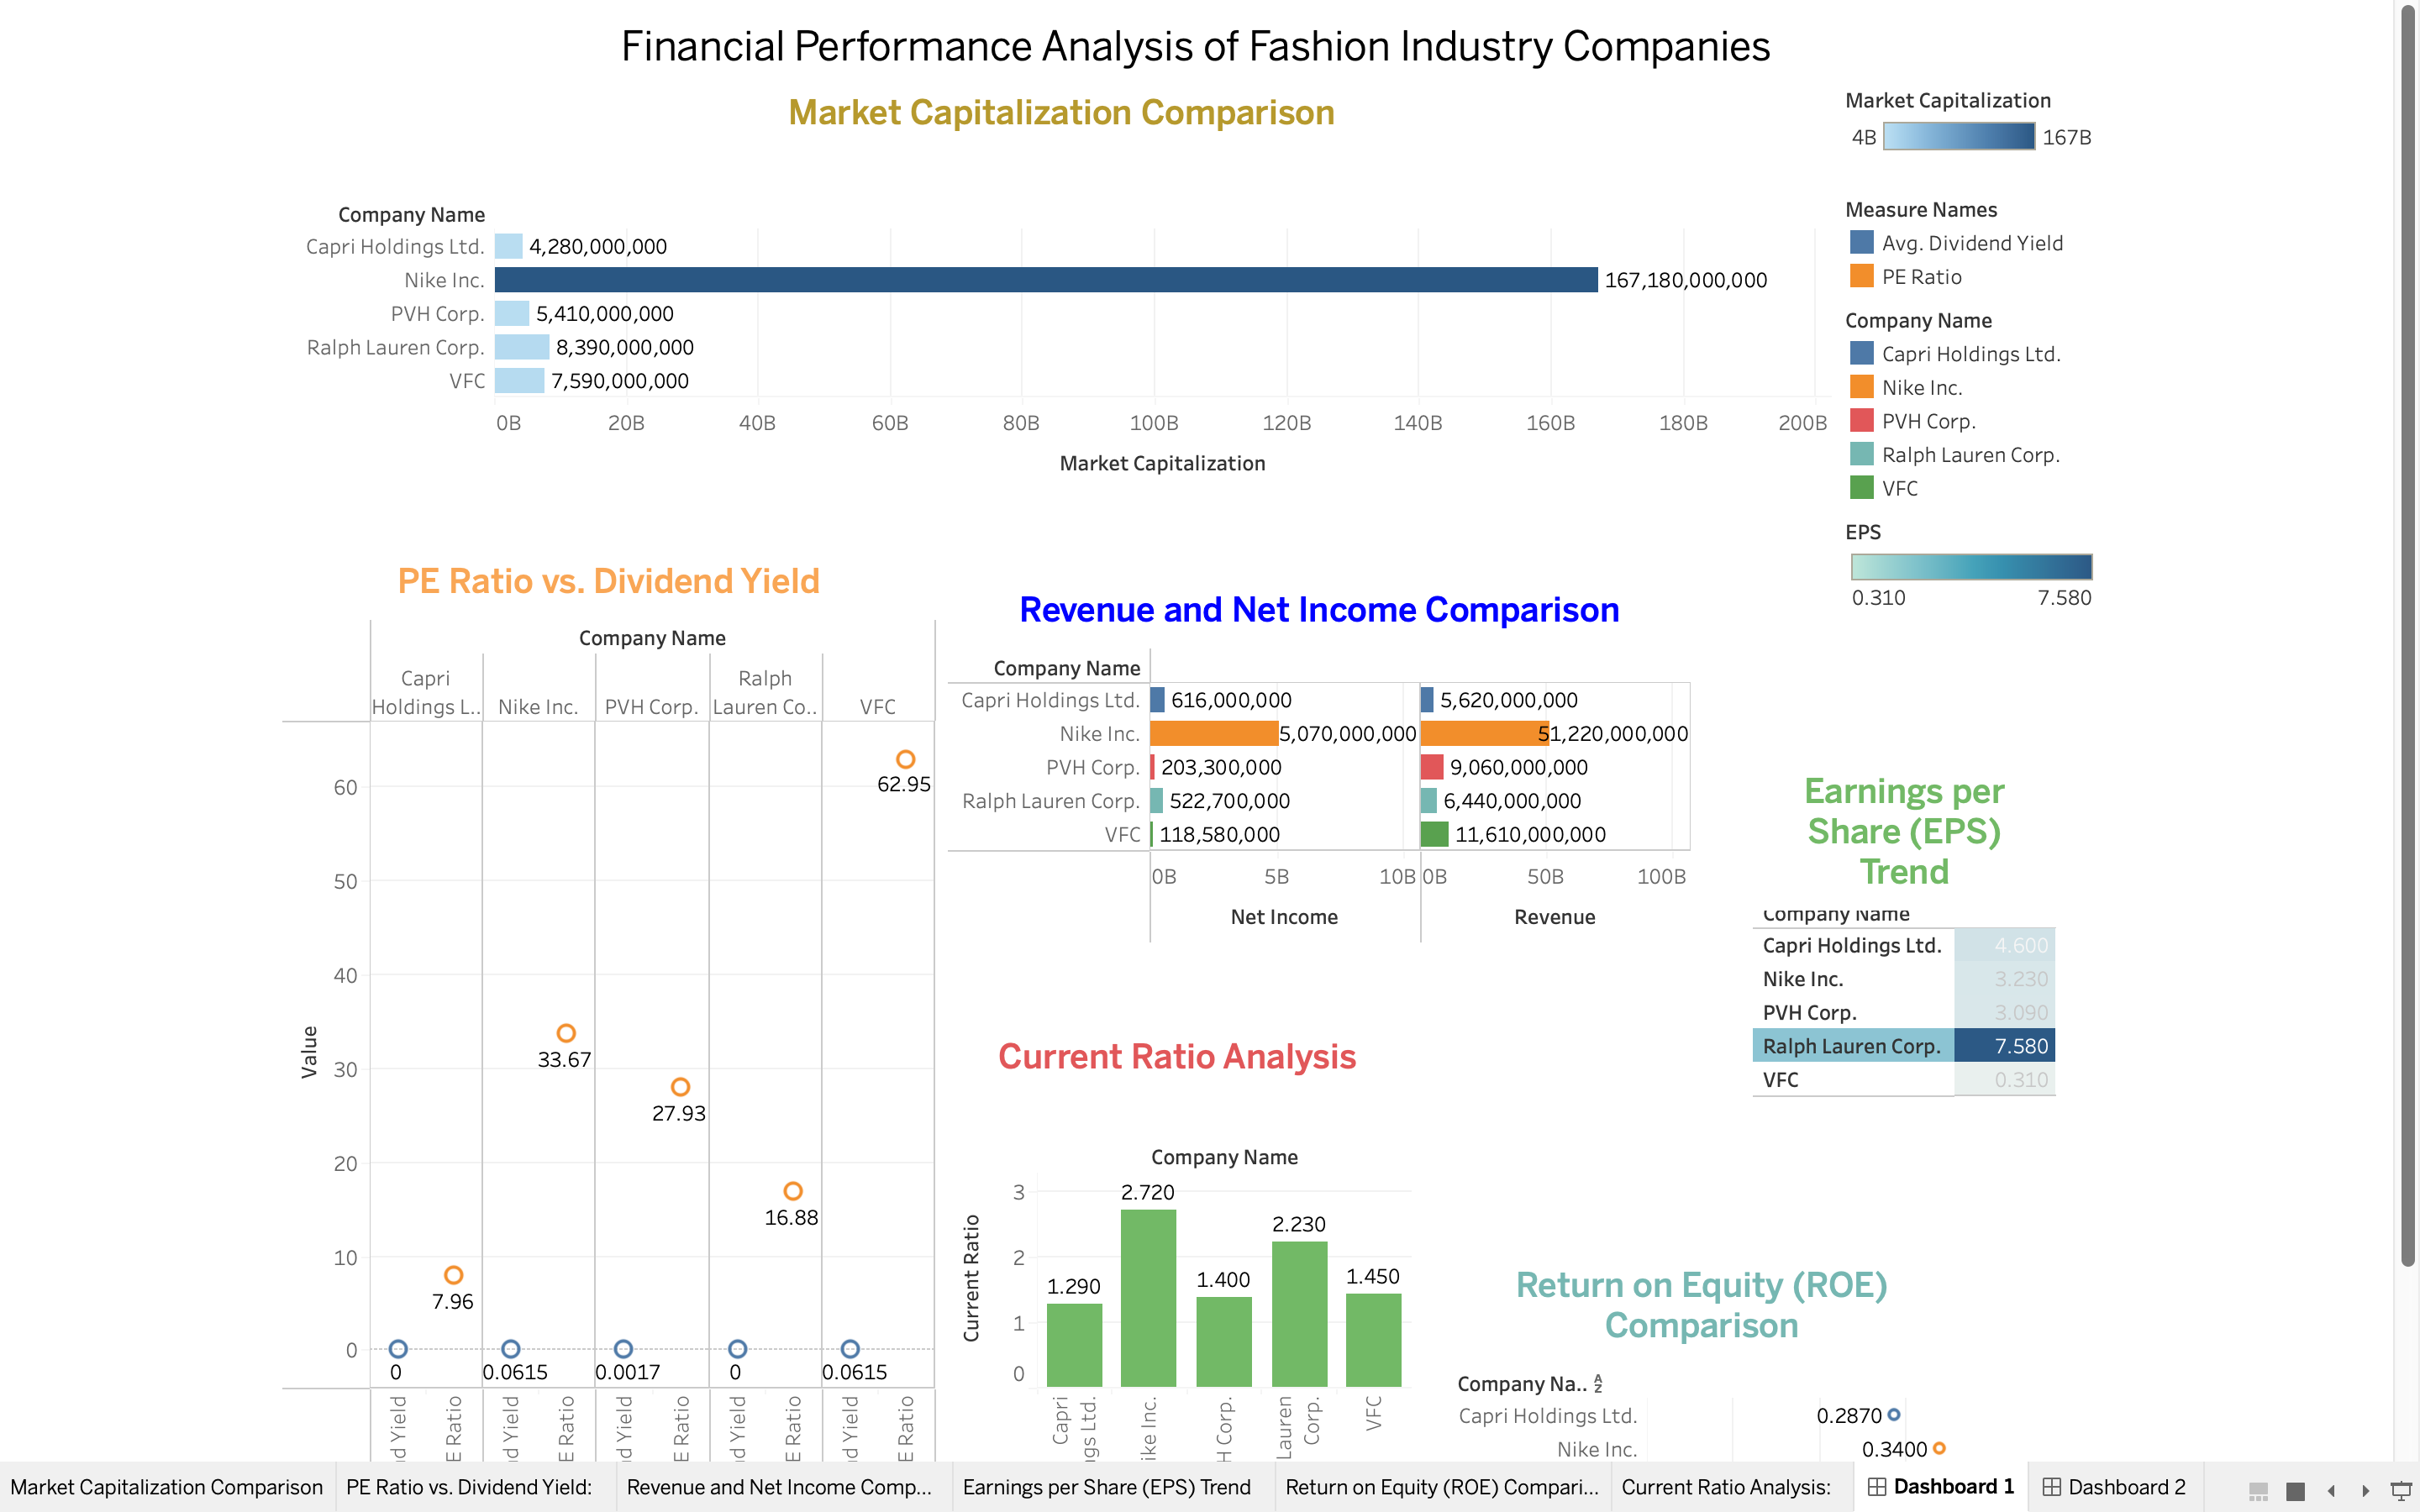 Financial Performance Analysis of Fashion Industry Companies
Market Capitalization Comparison
Company Name
Capri Holdings Ltd. 4,280,000,000
Nike Inc. 167,180,000,000
PVH Corp. 5,410,000,000
Ralph Lauren Corp. 8,390,000,000
VFC 7,590,000,000
0B 20B 40B 60B 80B 100B 120B 140B 160B 180B 200B
Market Capitalization
Market Capitalization
4B 167B
Measure Names
Avg. Dividend Yield
PE Ratio
Company Name
Capri Holdings Ltd.
Nike Inc.
PVH Corp.
Ralph Lauren Corp.
VFC
EPS
0.310 7.580
PE Ratio vs. Dividend Yield
Company Name
Capri
Holdings L..
Nike Inc.
PVH Corp.
Ralph
Lauren Co..
VFC
Value
60
50
40
30
20
10
0
62.95
33.67
27.93
16.88
7.96
0 0.0615 0.0017 0 0.0615
d Yield E Ratio d Yield E Ratio d Yield E Ratio d Yield E Ratio d Yield E Ratio
Revenue and Net Income Comparison
Company Name
Capri Holdings Ltd. 616,000,000 5,620,000,000
Nike Inc. 5,070,000,000 51,220,000,000
PVH Corp. 203,300,000 9,060,000,000
Ralph Lauren Corp. 522,700,000 6,440,000,000
VFC 118,580,000 11,610,000,000
0B 5B 10B 0B 50B 100B
Net Income Revenue
Earnings per
Share (EPS)
Trend
Company Name
Capri Holdings Ltd. 4.600
Nike Inc. 3.230
PVH Corp. 3.090
Ralph Lauren Corp. 7.580
VFC 0.310
Current Ratio Analysis
Company Name
Current Ratio
3
2
1
0
1.290
2.720
1.400
2.230
1.450
Capri
gs Ltd.
ike Inc.
H Corp.
Lauren
Corp.
VFC
Return on Equity (ROE)
Comparison
Company Na..
Capri Holdings Ltd. 0.2870
Nike Inc. 0.3400
Market Capitalization Comparison PE Ratio vs. Dividend Yield: Revenue and Net Income Comp... Earnings per Share (EPS) Trend Return on Equity (ROE) Compari... Current Ratio Analysis: Dashboard 1 Dashboard 2